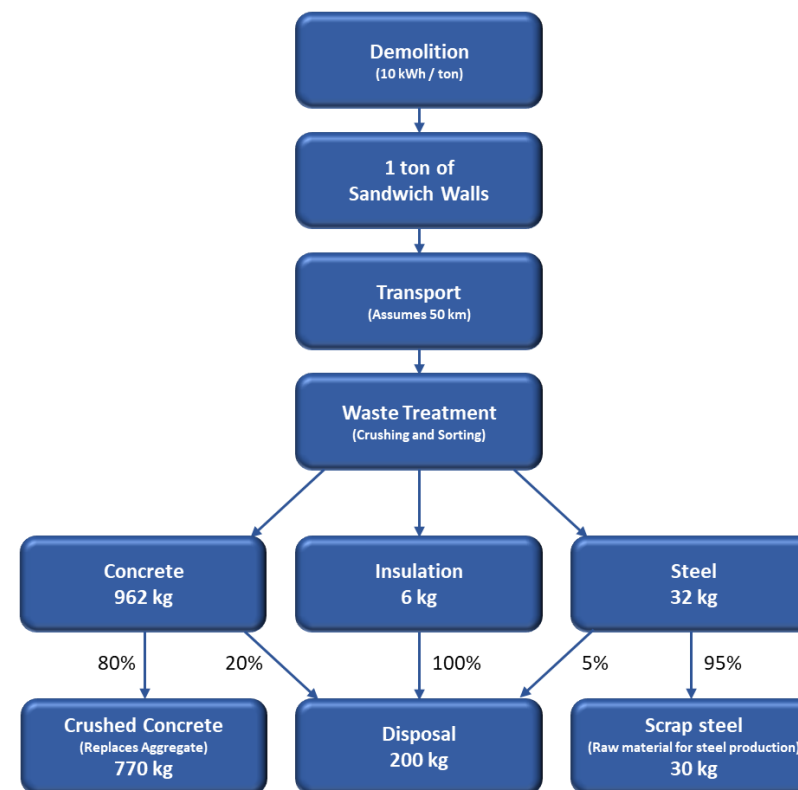 Demolition
(10 kWh / ton)
1 ton of
Sandwich Walls
Transport
(Assumes 50 km)
Waste Treatment
(Crushing and Sorting)
Concrete
962 kg
Insulation
6 kg
Steel
32 kg
80%
20%
100%
5%
95%
Crushed Concrete
(Replaces Aggregate)
770 kg
Disposal
200 kg
Scrap steel
(Raw material for steel production)
30 kg